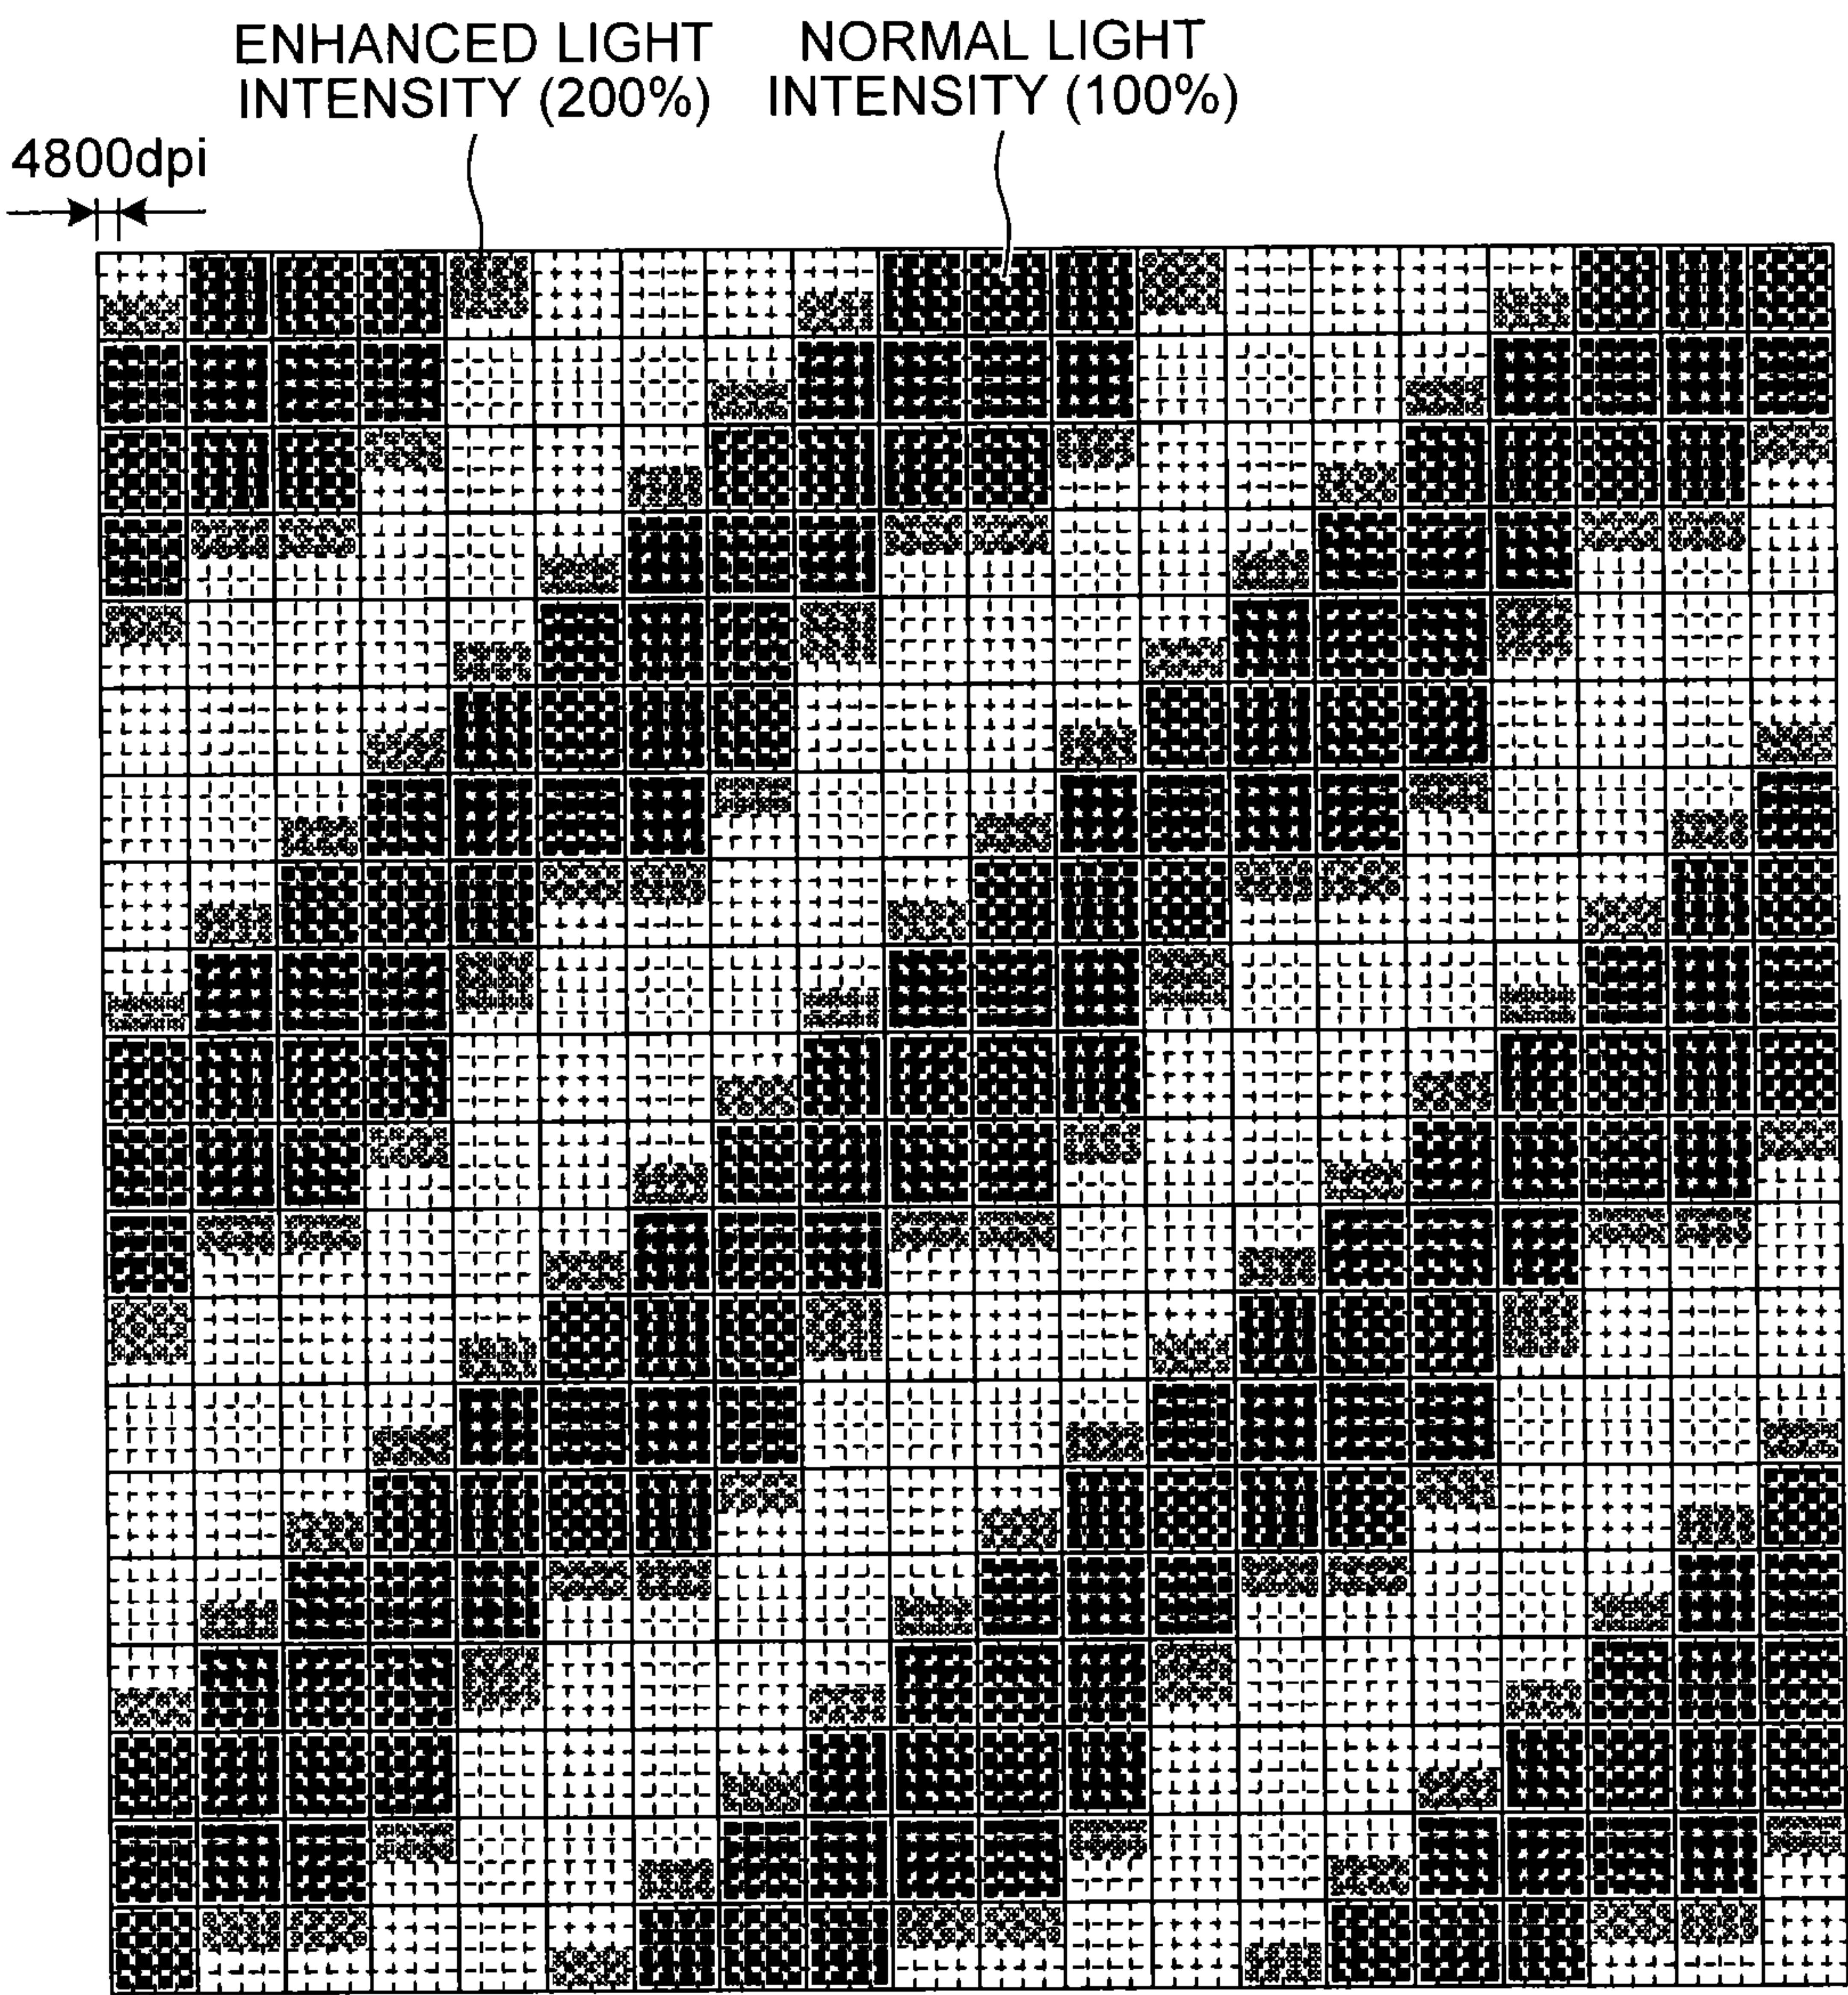 ENHANCED LIGHT
INTENSITY (200%)
NORMAL LIGHT
INTENSITY (100%)
4800dpi